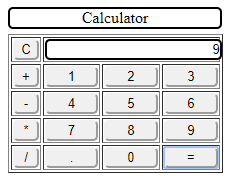 Calculator
C 9
+ 1 2 3
- 4 5 6
* 7 8 9
/ . 0 =